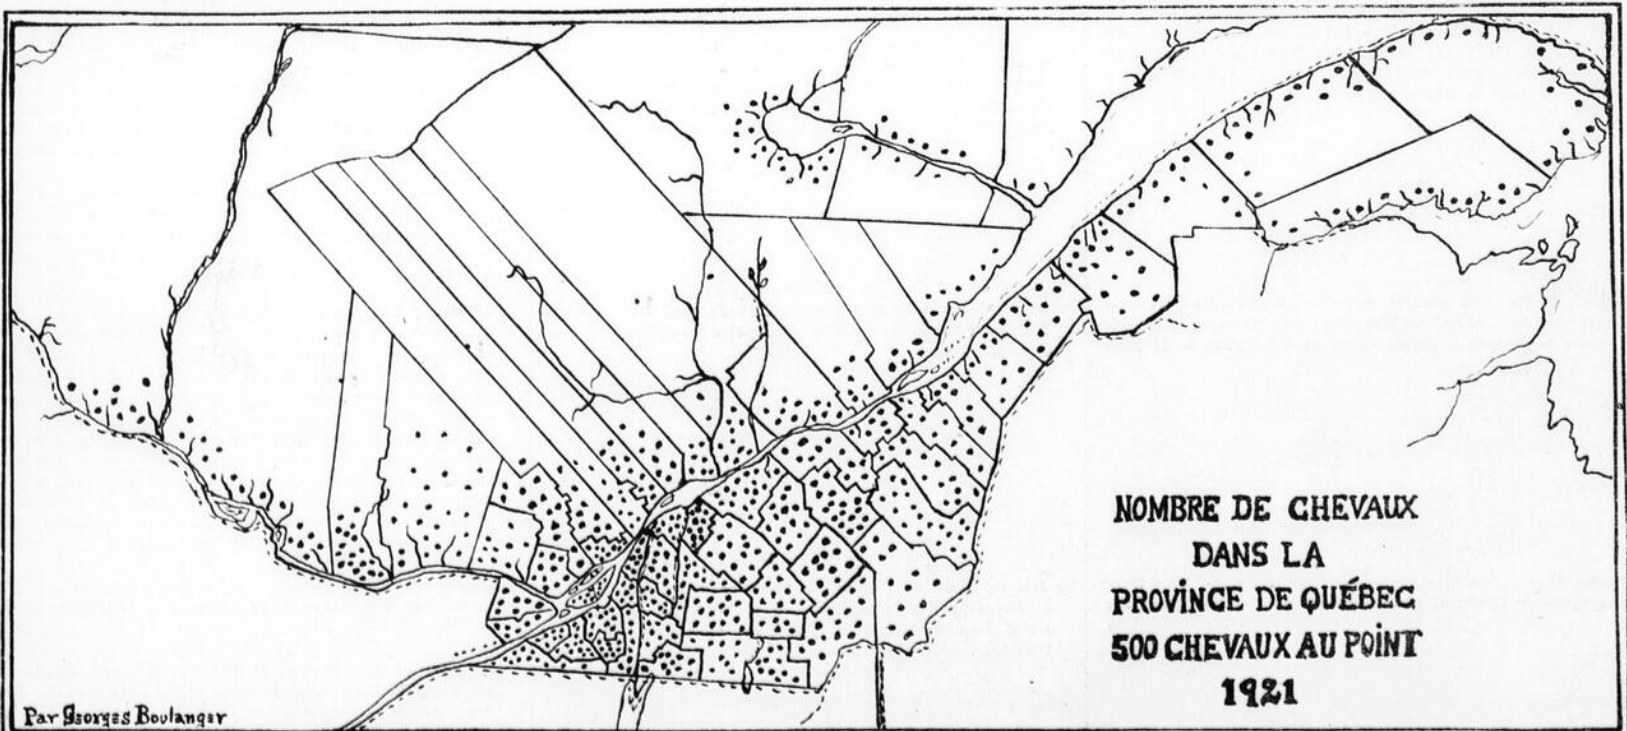 NOMBRE DE CHEVAUX
DANS LA
PROVINCE DE QUÉBEC
500 CHEVAUX AU POINT
1921
Par Georges Boulanger